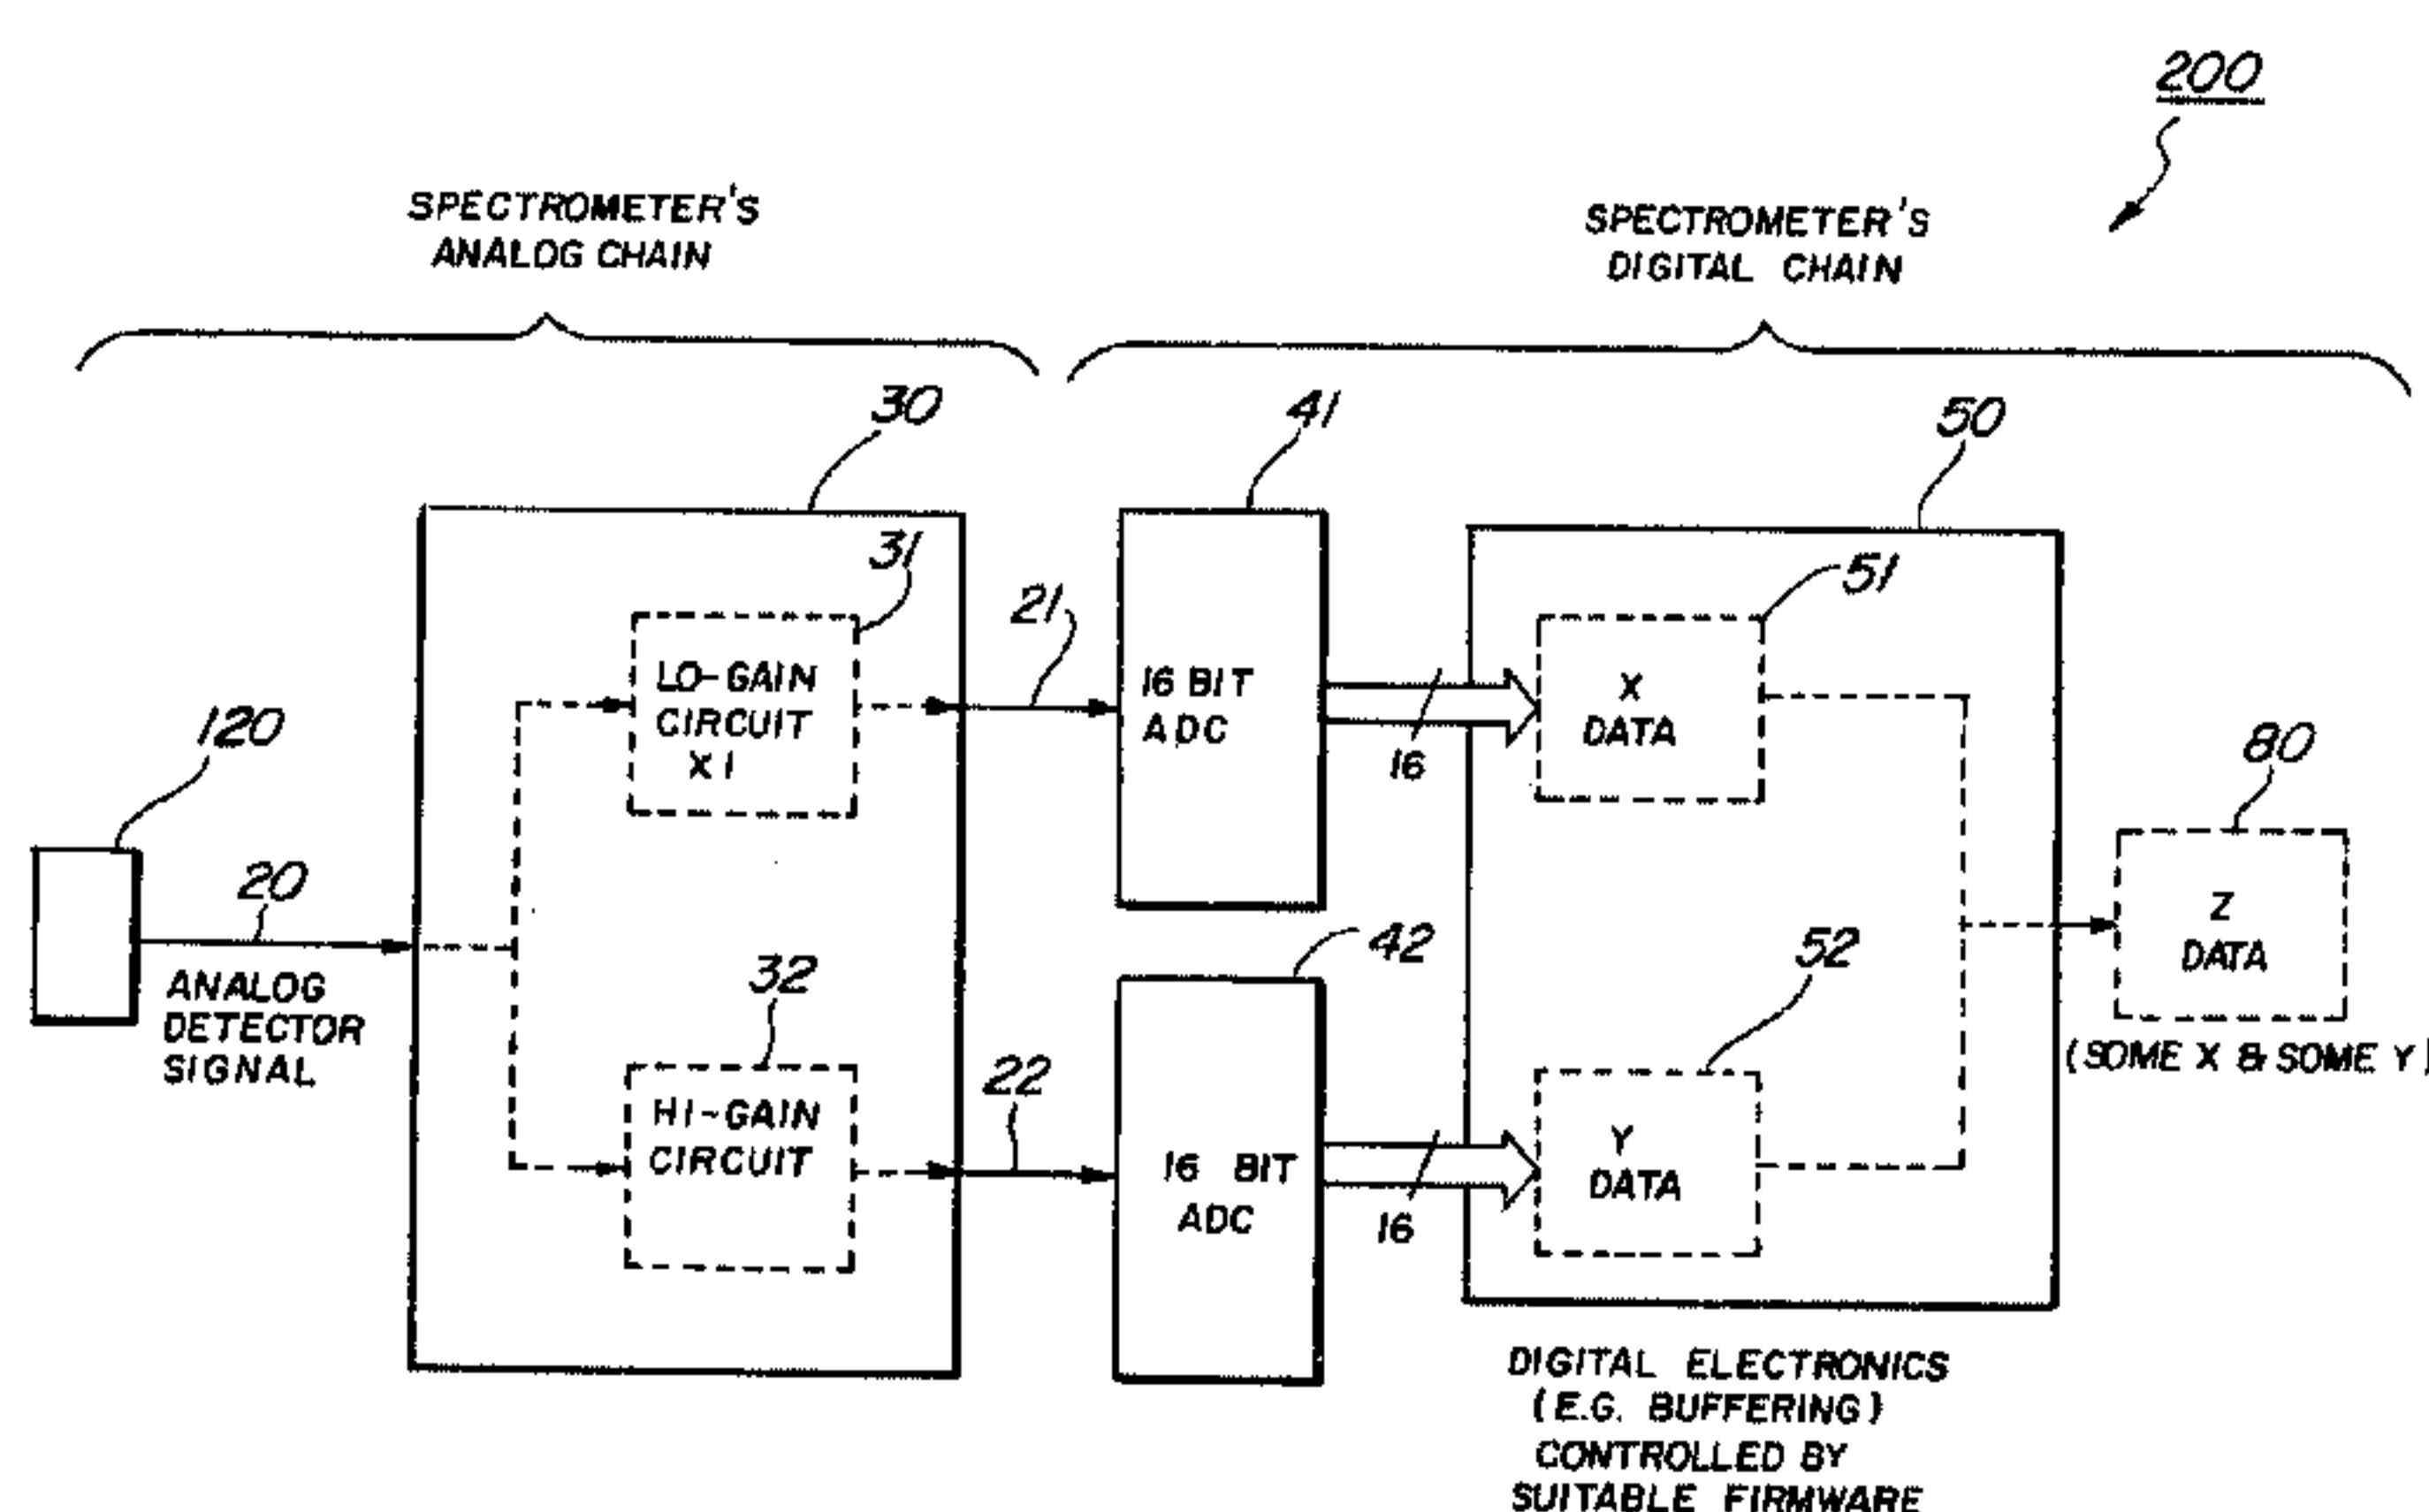 200
SPECTROMETER'S
ANALOG CHAIN
SPECTROMETER'S
DIGITAL CHAIN
30
41
50
31
51
21
LO-GAIN
CIRCUIT
X1
16 BIT
ADC
16
X
DATA
120
80
20
ANALOG
DETECTOR
SIGNAL
32
42
52
Z
DATA
(SOME X & SOME Y)
22
HI-GAIN
CIRCUIT
16 BIT
ADC
16
Y
DATA
DIGITAL ELECTRONICS
(E.G. BUFFERING)
CONTROLLED BY
SUITABLE FIRMWARE